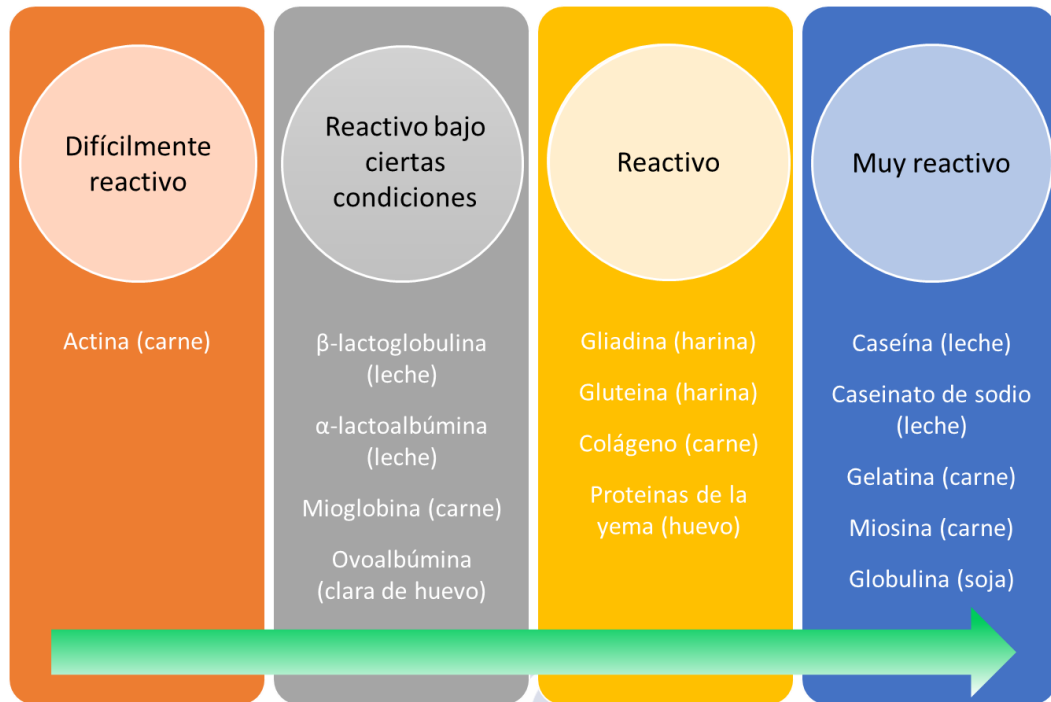 Difícilmente
reactivo
Actina (carne)
Reactivo bajo
ciertas
condiciones
β-lactoglobulina
(leche)
α-lactoalbúmina
(leche)
Mioglobina (carne)
Ovoalbúmina
(clara de huevo)
Reactivo
Gliadina (harina)
Gluteina (harina)
Colágeno (carne)
Proteinas de la
yema (huevo)
Muy reactivo
Caseína (leche)
Caseinato de sodio
(leche)
Gelatina (carne)
Miosina (carne)
Globulina (soja)